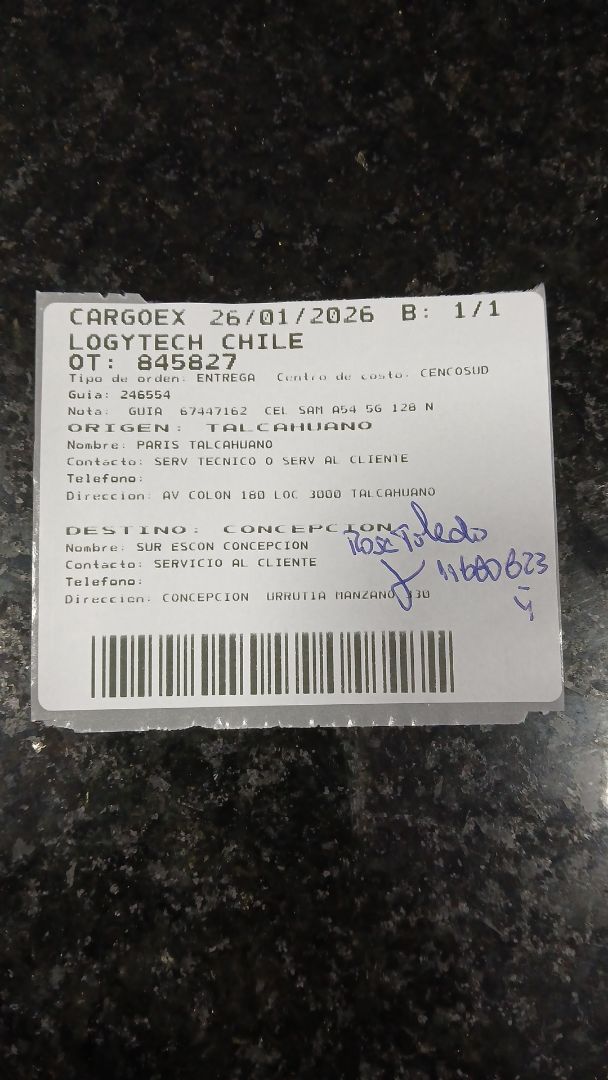 CARGOEX 26/01/2026 B: 1/1
LOGYTECH CHILE
OT: 845827
Tipo de orden: ENTREGA Centro de costo: CENCOSUD
Guia: 246554
Nota: GUIA 67447162 CEL SAM A54 5G 128 N
ORIGEN: TALCAHUANO
Nombre: PARIS TALCAHUANO
Contacto: SERV TECNICO O SERV AL CLIENTE
Telefono:
Direccion: AV COLON 180 LOC 3000 TALCAHUANO
DESTINO: CONCEPCION
Rosa Toledo
Nombre: SUR ESCON CONCEPCION
Contacto: SERVICIO AL CLIENTE
11680623
Telefono:
Direccion: CONCEPCION URRUTIA MANZANO